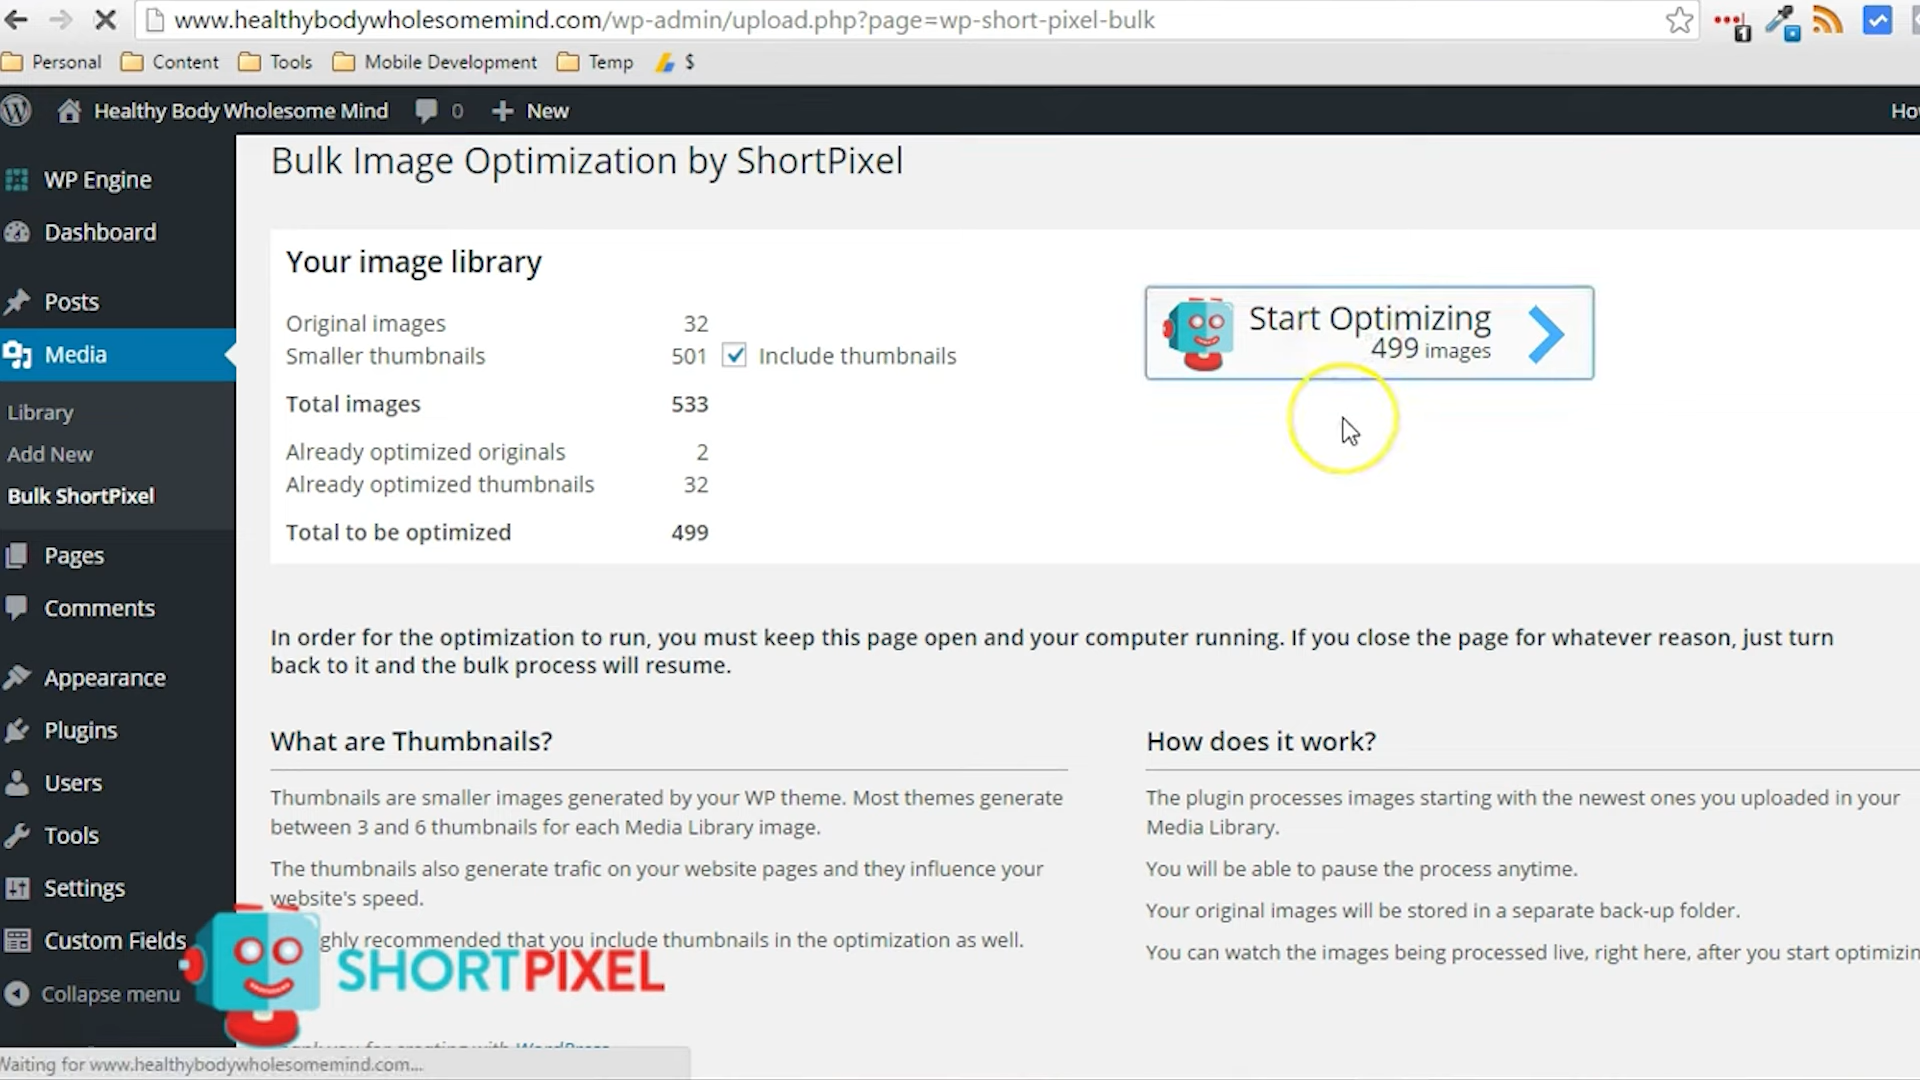 www.healthybodywholesomemind.com/wp-admin/upload.php?page=wp-short-pixel-bulk
1
Personal Content Tools Mobile Development Temp $
Healthy Body Wholesome Mind 0 New
WP Engine
Dashboard
Posts
Media
Library
Add New
Bulk ShortPixel
Pages
Comments
Appearance
Plugins
Users
Tools
Settings
Custom Fields
Collapse menu
Bulk Image Optimization by ShortPixel
Your image library
Original images 32
Smaller thumbnails 501 Include thumbnails
Total images 533
Already optimized originals 2
Already optimized thumbnails 32
Total to be optimized 499
Start Optimizing
499 images
In order for the optimization to run, you must keep this page open and your computer running. If you close the page for whatever reason, just turn
back to it and the bulk process will resume.
What are Thumbnails?
Thumbnails are smaller images generated by your WP theme. Most themes generate
between 3 and 6 thumbnails for each Media Library image.
The thumbnails also generate trafic on your website pages and they influence your
website's speed.
recommended that you include thumbnails in the optimization as well.
How does it work?
The plugin processes images starting with the newest ones you uploaded in your
Media Library.
You will be able to pause the process anytime.
Your original images will be stored in a separate back-up folder.
You can watch the images being processed live, right here, after you start optimizin
SHORTPIXEL
Waiting for www.healthybodywholesomemind.com...